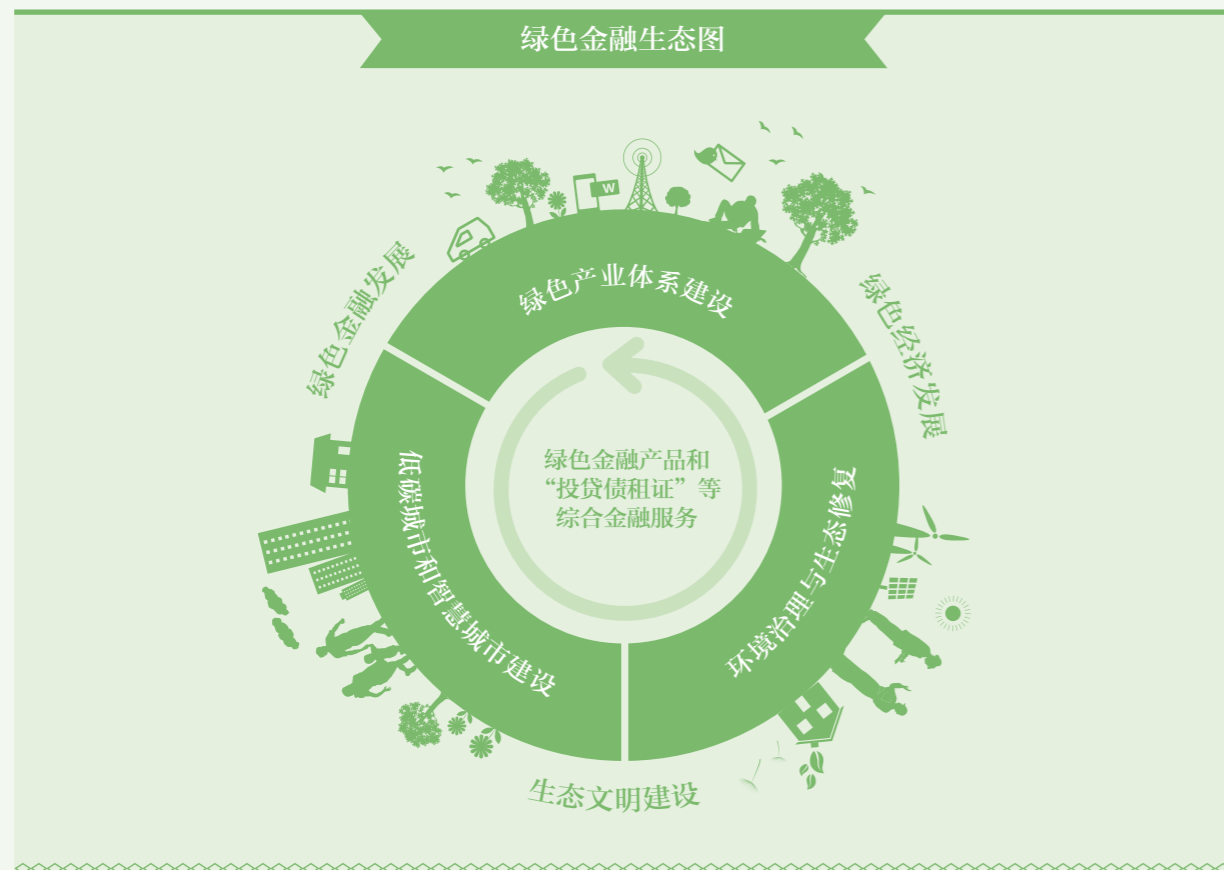 绿色金融生态图
W
绿色金融发展
绿色经济发展
绿色产业体系建设
低碳城市和智慧城市建设
环境治理与生态修复
绿色金融产品和
“投贷债租证”等
综合金融服务
生态文明建设